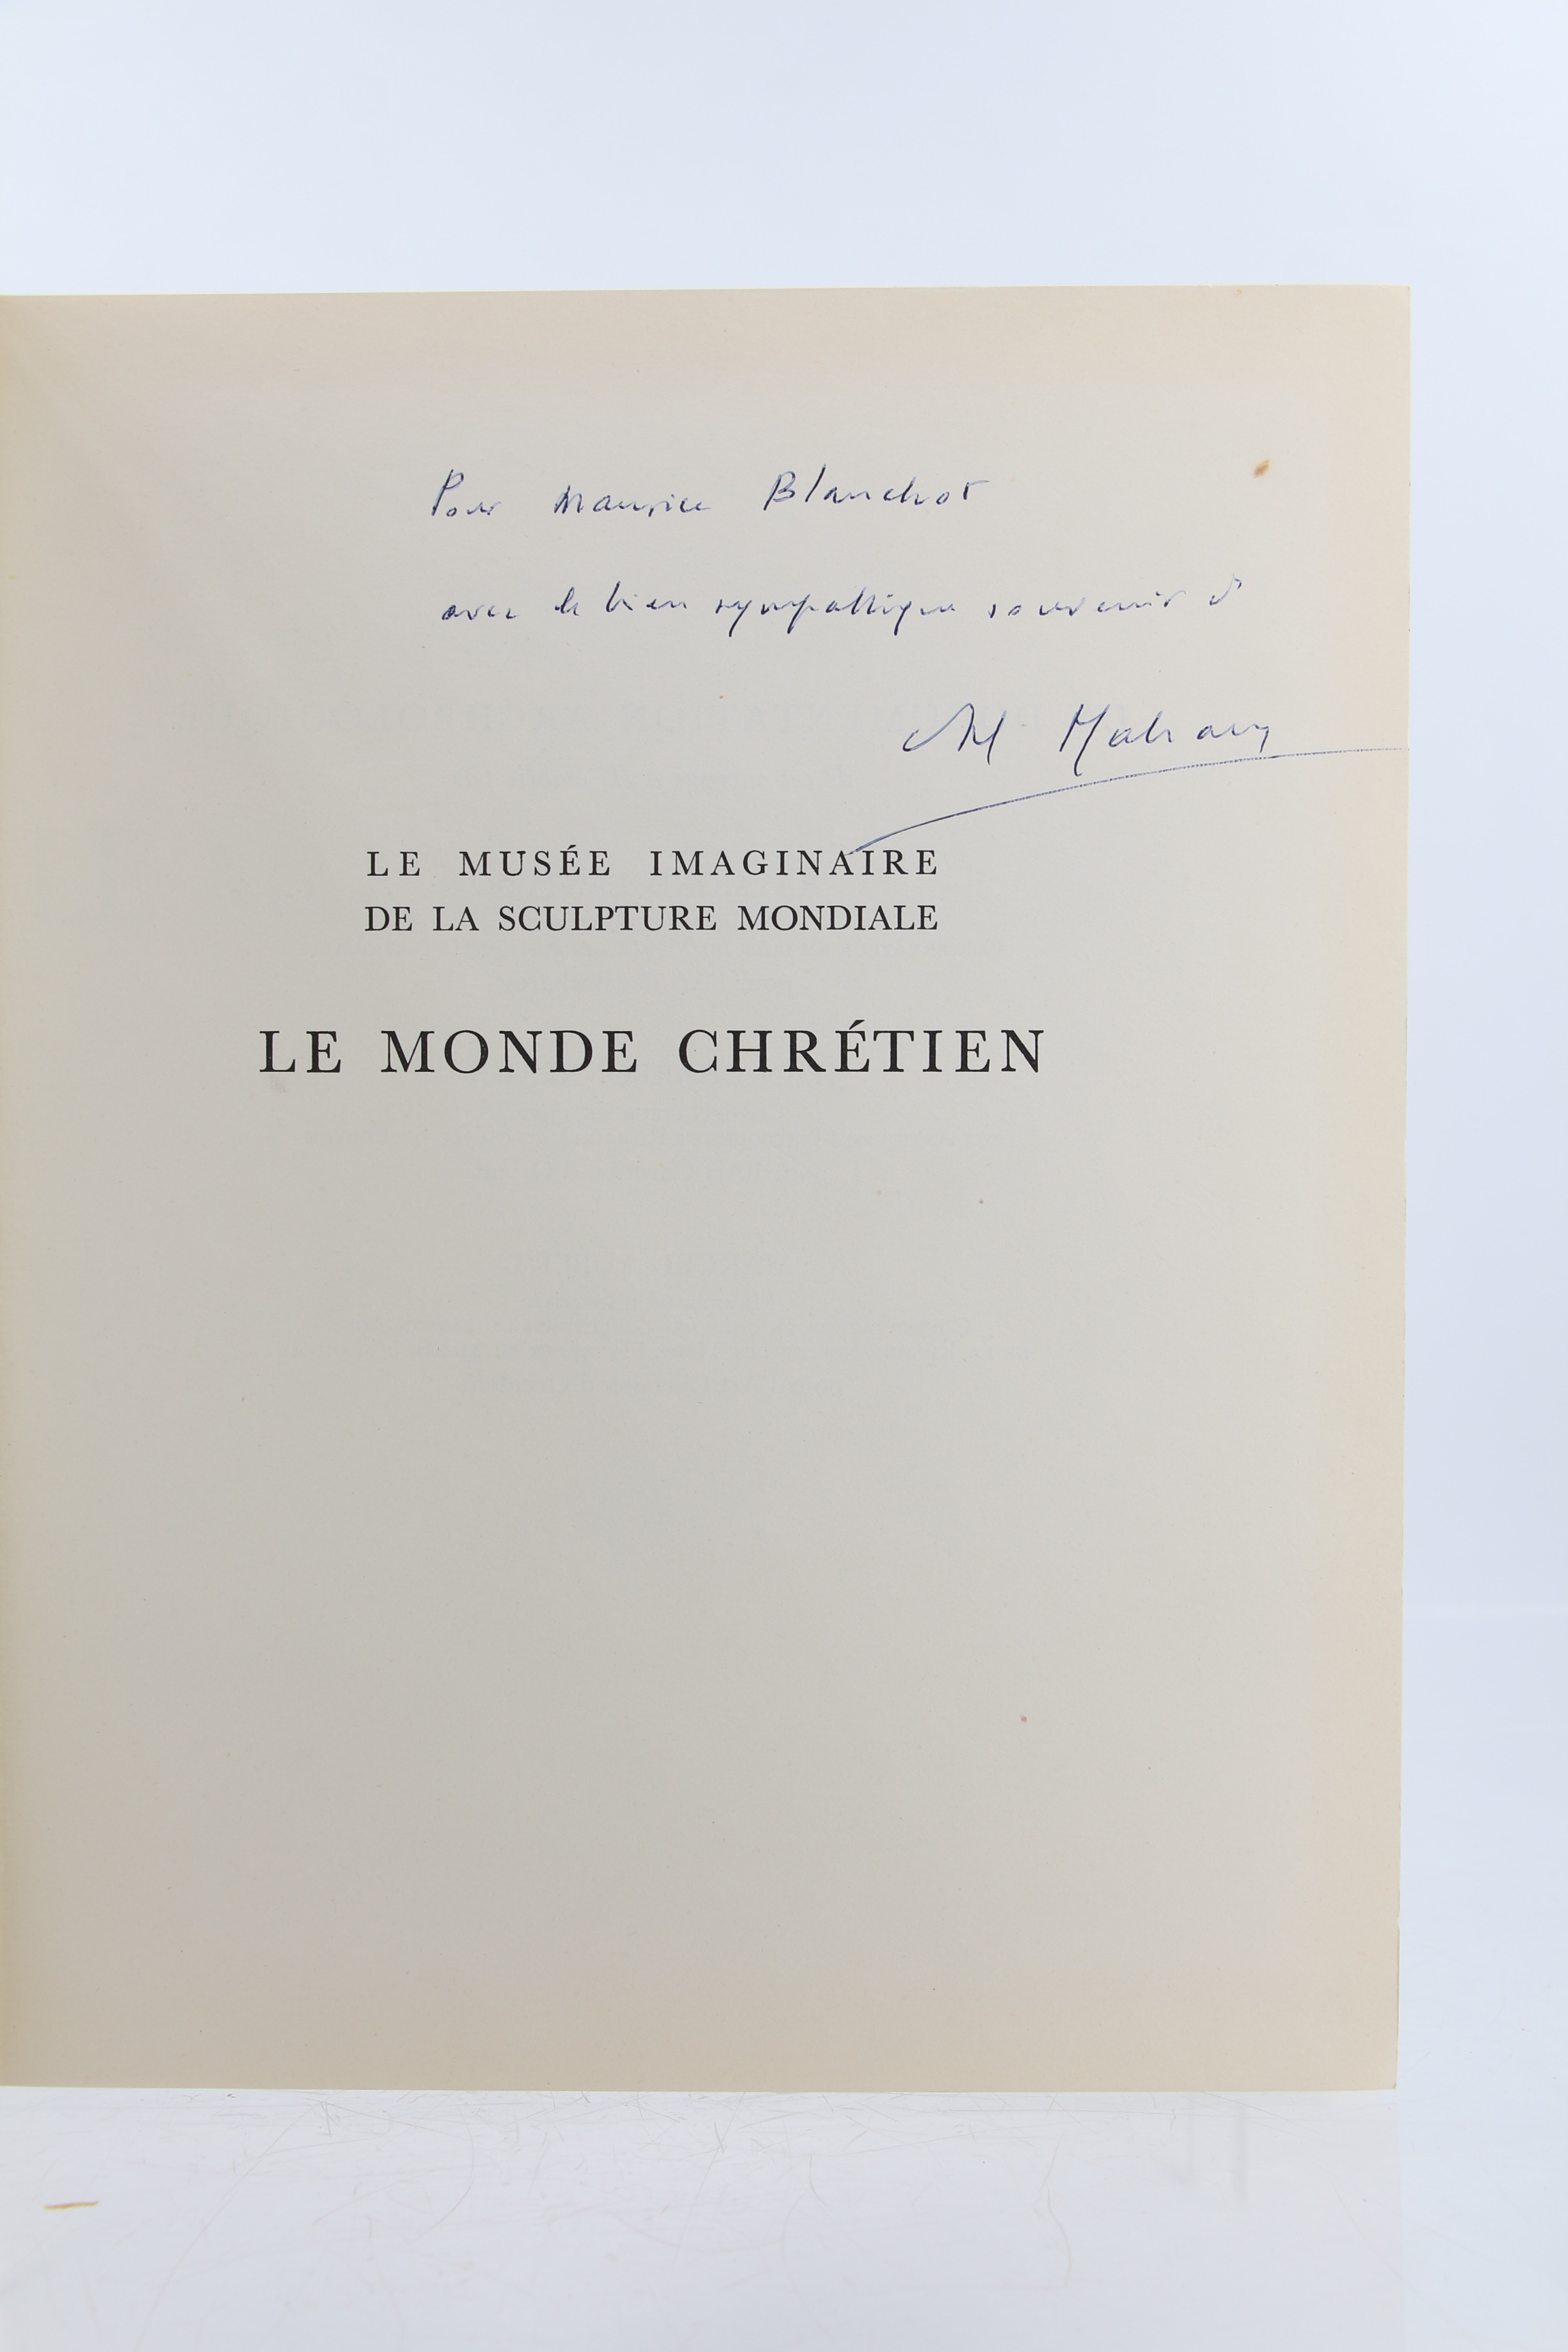 Pour Maurice Blanchot
avec le bien sympathique souvenir d'
André Malraux
LE MUSÉE IMAGINAIRE
DE LA SCULPTURE MONDIALE
LE MONDE CHRÉTIEN